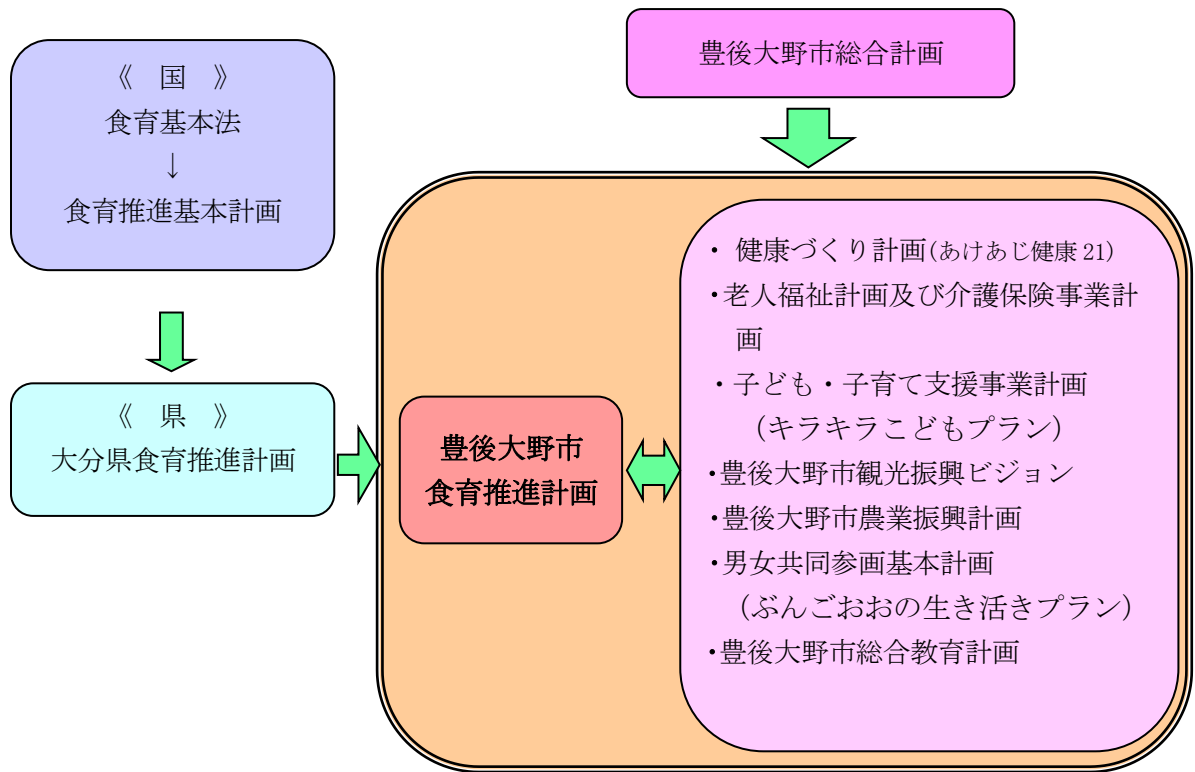 《　国　》
食育基本法
↓
食育推進基本計画
豊後大野市総合計画
《　県　》
大分県食育推進計画
豊後大野市
食育推進計画
・ 健康づくり計画(あけあじ健康 21)
・老人福祉計画及び介護保険事業計
画
・子ども・子育て支援事業計画
（キラキラこどもプラン）
・豊後大野市観光振興ビジョン
・豊後大野市農業振興計画
・男女共同参画基本計画
（ぶんごおおの生き活きプラン）
・豊後大野市総合教育計画